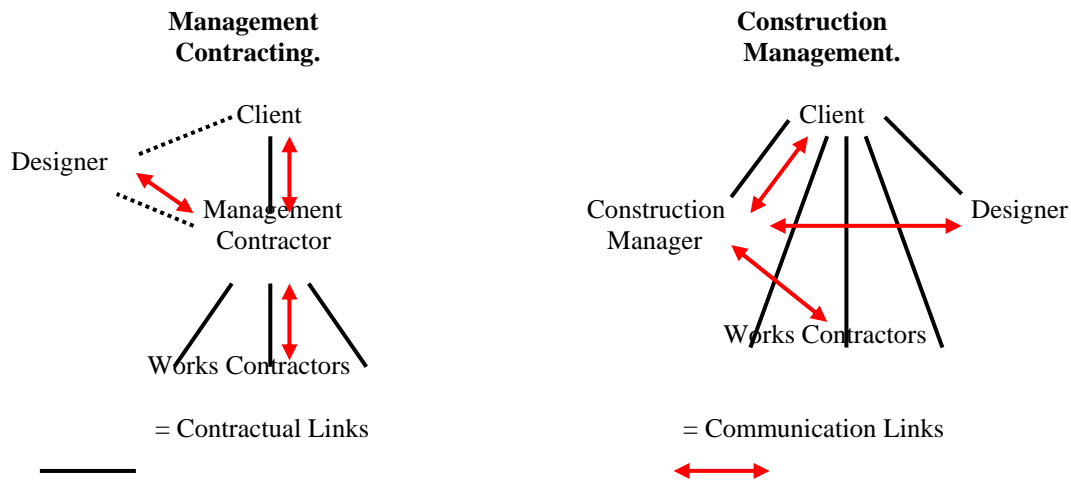 Management
Contracting.
Client
Designer
Management
Contractor
Works Contractors
= Contractual Links
Construction
Management.
Client
Construction
Manager
Designer
Works Contractors
= Communication Links